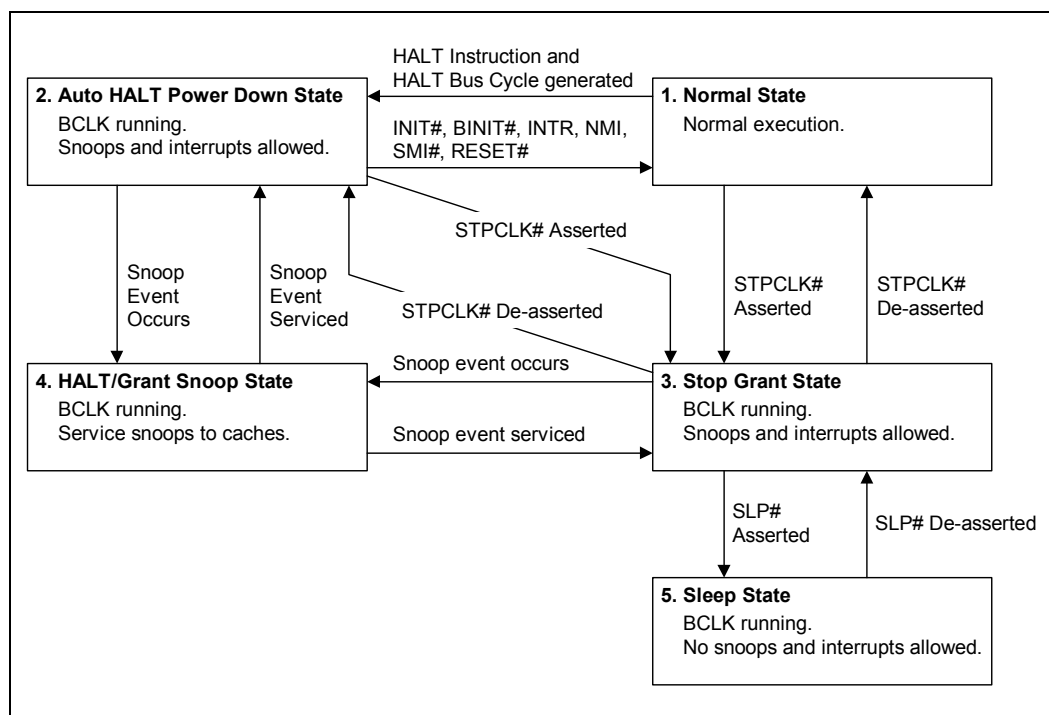 HALT Instruction and
HALT Bus Cycle generated
2. Auto HALT Power Down State
BCLK running.
Snoops and interrupts allowed.
1. Normal State
Normal execution.
INIT#, BINIT#, INTR, NMI,
SMI#, RESET#
STPCLK# Asserted
Snoop
Event
Occurs
Snoop
Event
Serviced
STPCLK# De-asserted
STPCLK#
Asserted
STPCLK#
De-asserted
Snoop event occurs
4. HALT/Grant Snoop State
BCLK running.
Service snoops to caches.
3. Stop Grant State
BCLK running.
Snoops and interrupts allowed.
Snoop event serviced
SLP#
Asserted
SLP# De-asserted
5. Sleep State
BCLK running.
No snoops and interrupts allowed.